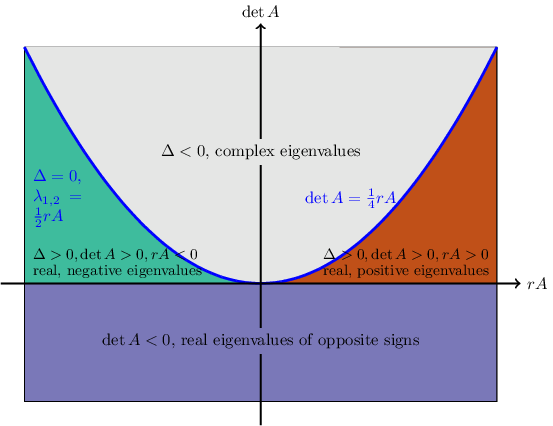 det A
Δ < 0, complex eigenvalues
Δ = 0,
λ₁,₂ =
½rA
det A = ¼rA
Δ > 0, det A > 0, rA < 0
real, negative eigenvalues
Δ > 0, det A > 0, rA > 0
real, positive eigenvalues
rA
det A < 0, real eigenvalues of opposite signs